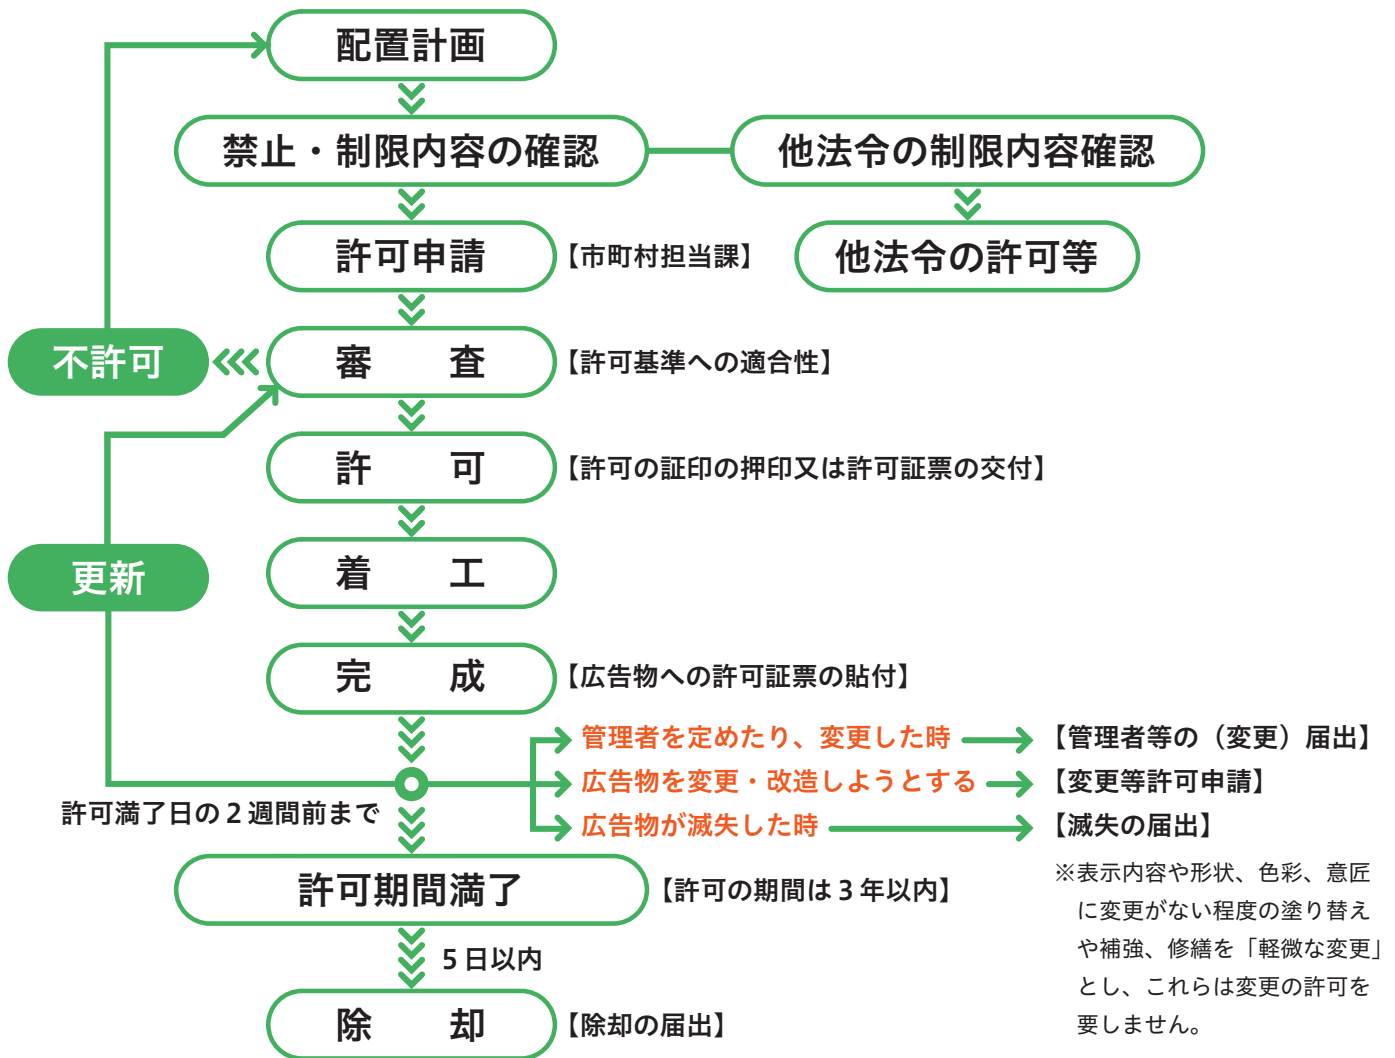 配置計画
禁止・制限内容の確認
他法令の制限内容確認
許可申請
【市町村担当課】
他法令の許可等
不許可
審　査
【許可基準への適合性】
許　可
【許可の証印の押印又は許可証票の交付】
更新
着　工
完　成
【広告物への許可証票の貼付】
管理者を定めたり、変更した時
【管理者等の（変更）届出】
広告物を変更・改造しようとする
【変更等許可申請】
許可満了日の２週間前まで
広告物が滅失した時
【滅失の届出】
許可期間満了
【許可の期間は３年以内】
※表示内容や形状、色彩、意匠
に変更がない程度の塗り替え
や補強、修繕を「軽微な変更」
とし、これらは変更の許可を
要しません。
５日以内
除　却
【除却の届出】